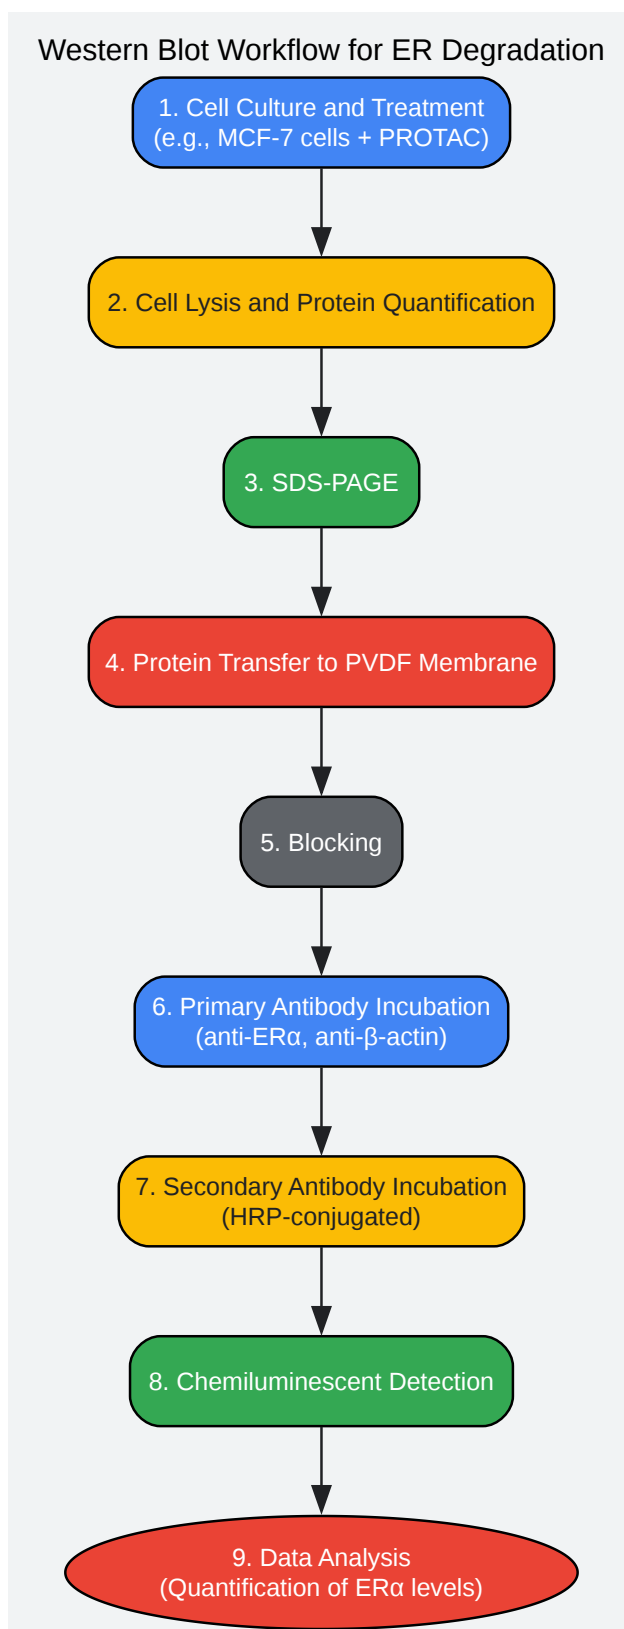 Western Blot Workflow for ER Degradation
1. Cell Culture and Treatment
(e.g., MCF-7 cells + PROTAC)
2. Cell Lysis and Protein Quantification
3. SDS-PAGE
4. Protein Transfer to PVDF Membrane
5. Blocking
6. Primary Antibody Incubation
(anti-ERα, anti-β-actin)
7. Secondary Antibody Incubation
(HRP-conjugated)
8. Chemiluminescent Detection
9. Data Analysis
(Quantification of ERα levels)